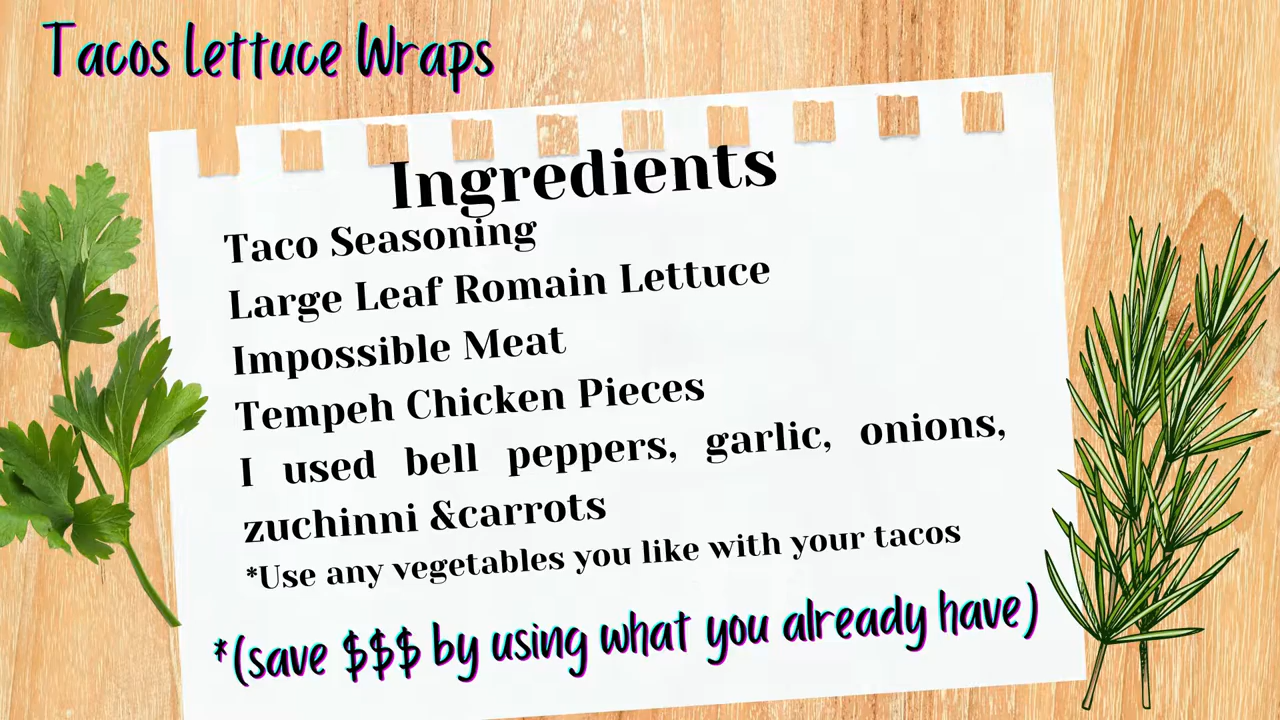 Tacos Lettuce Wraps
Ingredients
Taco Seasoning
Large Leaf Romain Lettuce
Impossible Meat
Tempeh Chicken Pieces
I used bell peppers, garlic, onions,
zuchinni &carrots
*Use any vegetables you like with your tacos
*(save $$$ by using what you already have)